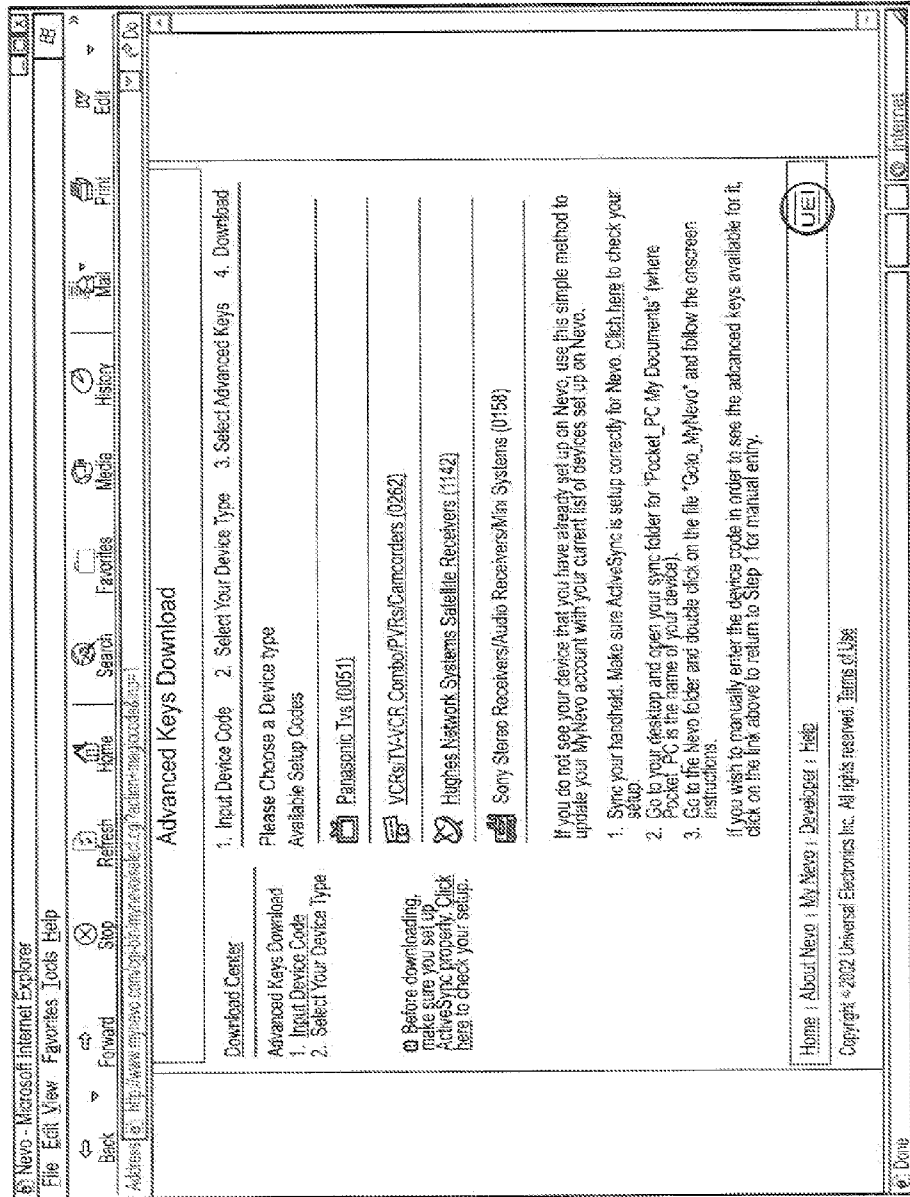 Nevo - Microsoft Internet Explorer
File Edit View Favorites Tools Help
Back Forward Stop Refresh Home Search Favorites Media History Mail Print Edit »
Address
Advanced Keys Download
Download Center
Advanced Keys Download
1. Input Device Code
2. Select Your Device Type
Before downloading,
make sure you set up
ActiveSync properly. Click
here to check your setup.
1. Input Device Code 2. Select Your Device Type 3. Select Advanced Keys 4. Download
Please Choose a Device type
Available Setup Codes
Panasonic Tvs (0051)
VCRs/TV-VCR Combo/PVRs/Camcorders (0262)
Hughes Network Systems Satellite Receivers (1142)
Sony Stereo Receivers/Audio Receivers/Mini Systems (0158)
If you do not see your device that you have already set up on Nevo, use this simple method to
update your MyNevo account with your current list of devices set up on Nevo.
1. Sync your handheld. Make sure ActiveSync is setup correctly for Nevo. Clich here to check your
setup.
2. Go to your desktop and open your sync folder for "Pocket_PC My Documents" (where
Pocket_PC is the name of your device).
3. Go to the Nevo folder and double click on the file "Goto_MyNevo" and follow the onscreen
instructions.
If you wish to manually enter the device code in order to see the adcanced keys available for it,
click on the link above to return to Step 1 for manual entry.
Home | About Nevo | My Nevo | Developer | Help
UEI
Copyright © 2002 Universal Electronics Inc. All rights reserved. Terms of Use
Done
Internet